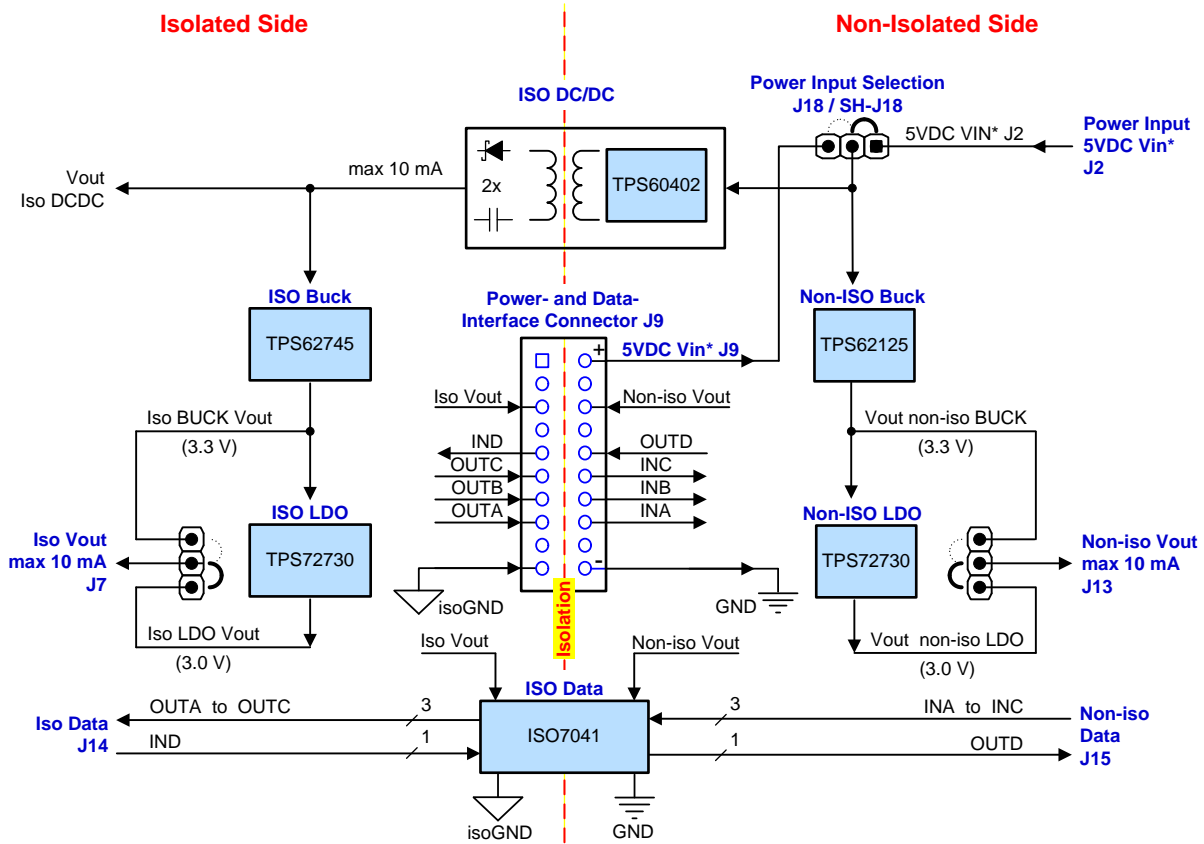 Isolated Side
Non-Isolated Side
ISO DC/DC
Power Input Selection
J18 / SH-J18
5VDC VIN* J2
Power Input
5VDC Vin*
J2
Vout
Iso DCDC
max 10 mA
2x
TPS60402
ISO Buck
TPS62745
Power- and Data-
Interface Connector J9
Non-ISO Buck
TPS62125
+
5VDC Vin* J9
Iso Vout
Non-iso Vout
IND
OUTD
OUTC
INC
OUTB
INB
OUTA
INA
-
isoGND
GND
Isolation
Iso BUCK Vout
(3.3 V)
Vout non-iso BUCK
(3.3 V)
ISO LDO
TPS72730
Non-ISO LDO
TPS72730
Iso Vout
max 10 mA
J7
Non-iso Vout
max 10 mA
J13
Iso LDO Vout
(3.0 V)
Vout non-iso LDO
(3.0 V)
Iso Vout
Non-iso Vout
ISO Data
ISO7041
Iso Data
J14
OUTA to OUTC
3
IND
1
3
INA to INC
1
OUTD
Non-iso
Data
J15
isoGND
GND